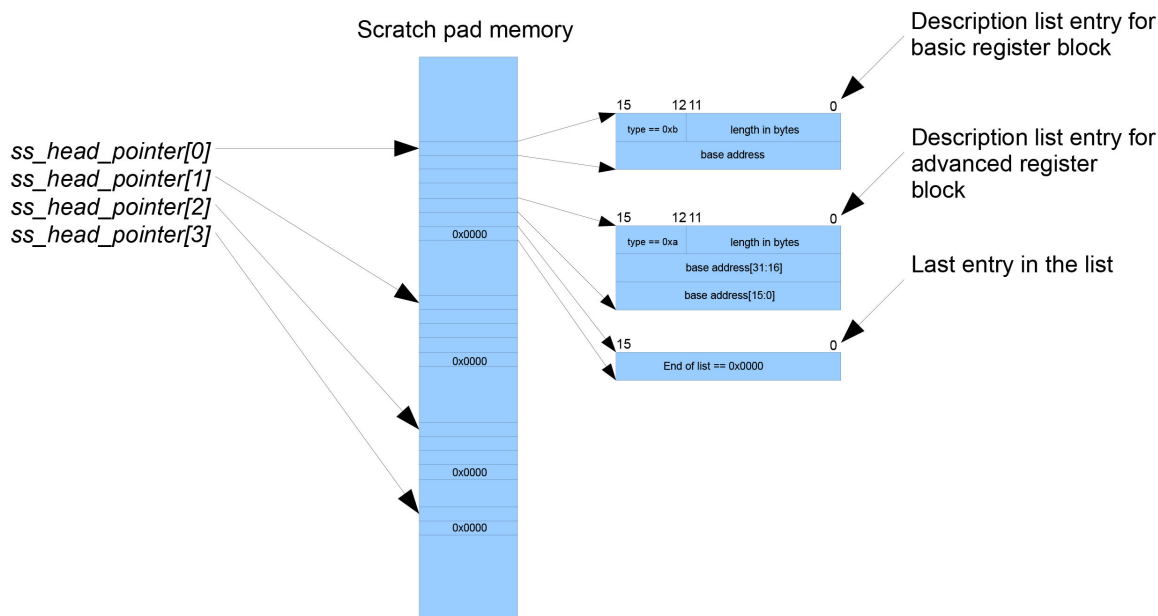 Scratch pad memory
ss_head_pointer[0]
ss_head_pointer[1]
ss_head_pointer[2]
ss_head_pointer[3]
0x0000
0x0000
0x0000
0x0000
Description list entry for
basic register block
15 12 11 0
type == 0xb length in bytes
base address
Description list entry for
advanced register
block
15 12 11 0
type == 0xa length in bytes
base address[31:16]
base address[15:0]
Last entry in the list
15 0
End of list == 0x0000